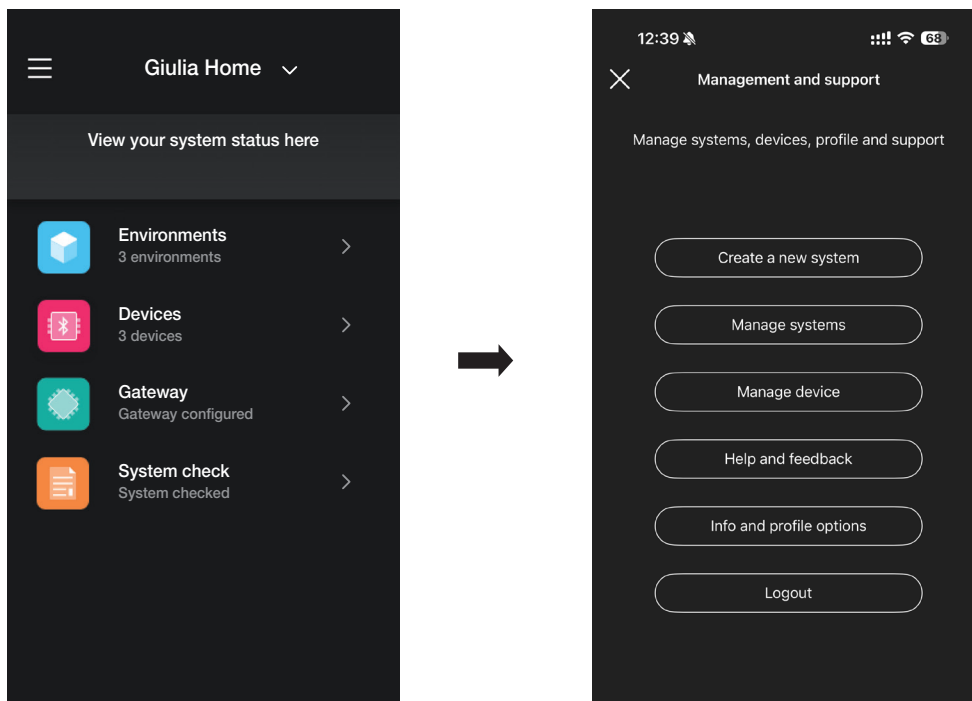 Giulia Home
View your system status here
Environments
3 environments
Devices
3 devices
Gateway
Gateway configured
System check
System checked
12:39
68
Management and support
Manage systems, devices, profile and support
Create a new system
Manage systems
Manage device
Help and feedback
Info and profile options
Logout